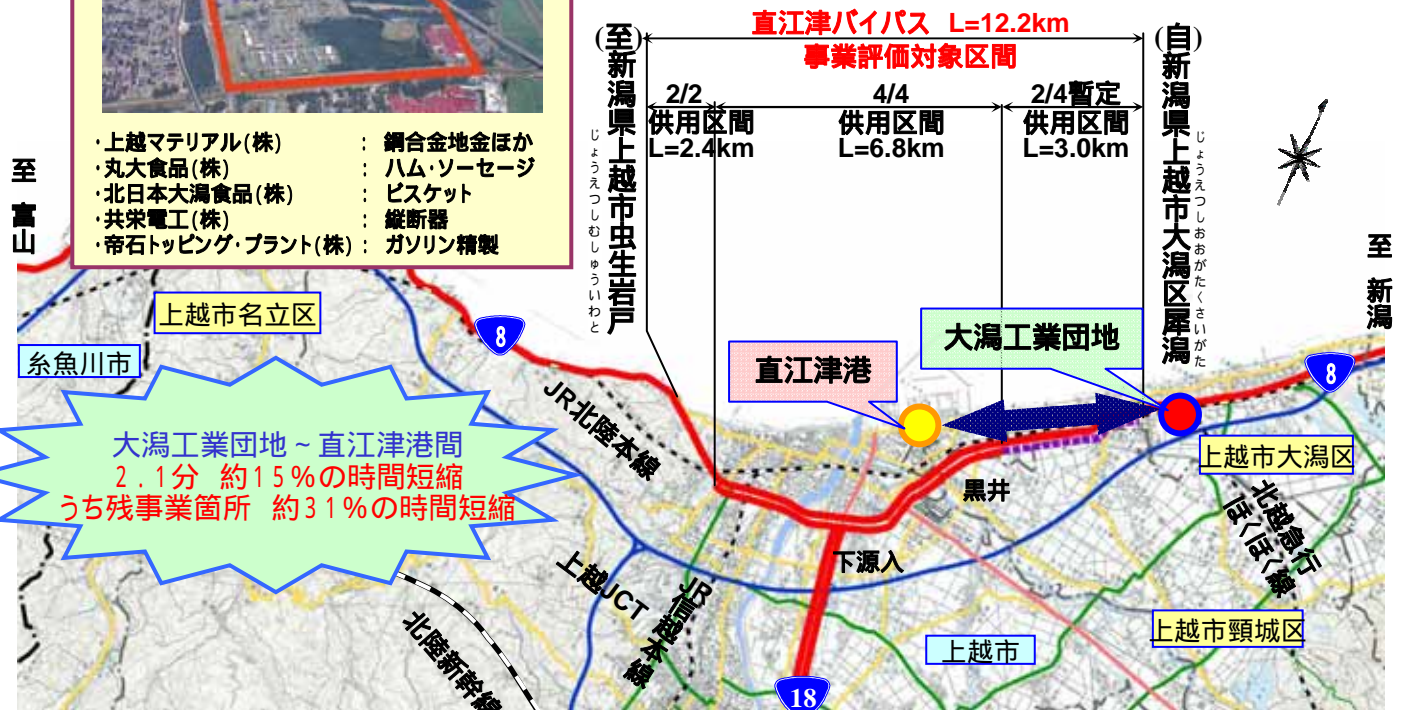 ・上越マテリアル(株) : 鋼合金地金ほか
・丸大食品(株) : ハム・ソーセージ
・北日本大潟食品(株) : ビスケット
・共栄電工(株) : 縦断器
・帝石トッピング・プラント(株) : ガソリン精製
直江津バイパス L=12.2km
事業評価対象区間
2/2
供用区間
L=2.4km
4/4
供用区間
L=6.8km
2/4暫定
供用区間
L=3.0km
(至)新潟県上越市虫生岩戸
じょうえつしむしゅういわと
(自)新潟県上越市大潟区犀潟
じょうえつしおおがたくさいがた
至 富山
至 新潟
上越市名立区
糸魚川市
8
直江津港
大潟工業団地
8
大潟工業団地~直江津港間
2.1分 約15%の時間短縮
うち残事業箇所 約31%の時間短縮
JR北陸本線
黒井
下源入
上越市大潟区
北越急行
ほくほく線
上越JCT
JR信越本線
北陸新幹線
上越市
上越市頸城区
18